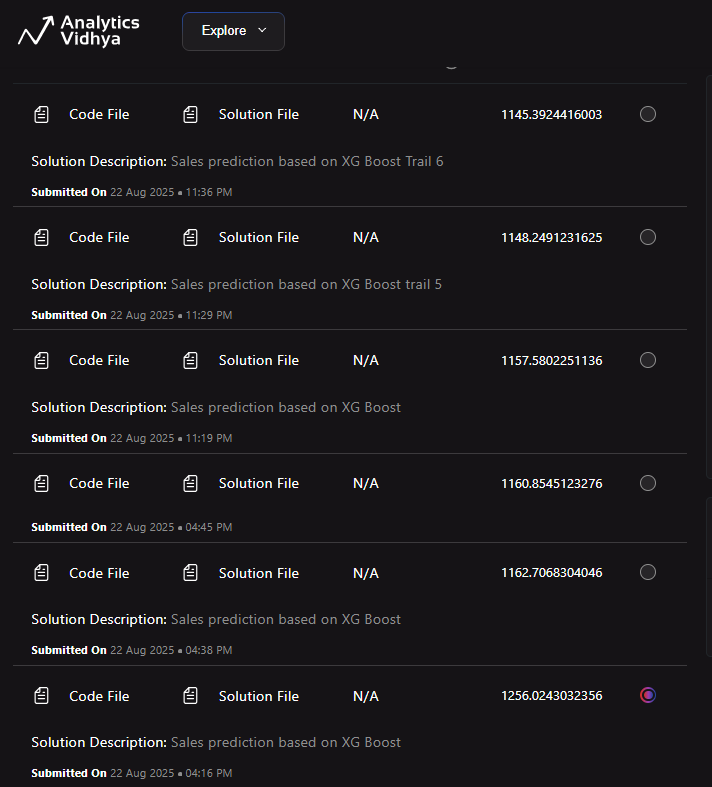 Analytics
Vidhya
Explore
Code File Solution File N/A 1145.3924416003
Solution Description: Sales prediction based on XG Boost Trail 6
Submitted On 22 Aug 2025 • 11:36 PM
Code File Solution File N/A 1148.2491231625
Solution Description: Sales prediction based on XG Boost trail 5
Submitted On 22 Aug 2025 • 11:29 PM
Code File Solution File N/A 1157.5802251136
Solution Description: Sales prediction based on XG Boost
Submitted On 22 Aug 2025 • 11:19 PM
Code File Solution File N/A 1160.8545123276
Submitted On 22 Aug 2025 • 04:45 PM
Code File Solution File N/A 1162.7068304046
Solution Description: Sales prediction based on XG Boost
Submitted On 22 Aug 2025 • 04:38 PM
Code File Solution File N/A 1256.0243032356
Solution Description: Sales prediction based on XG Boost
Submitted On 22 Aug 2025 • 04:16 PM